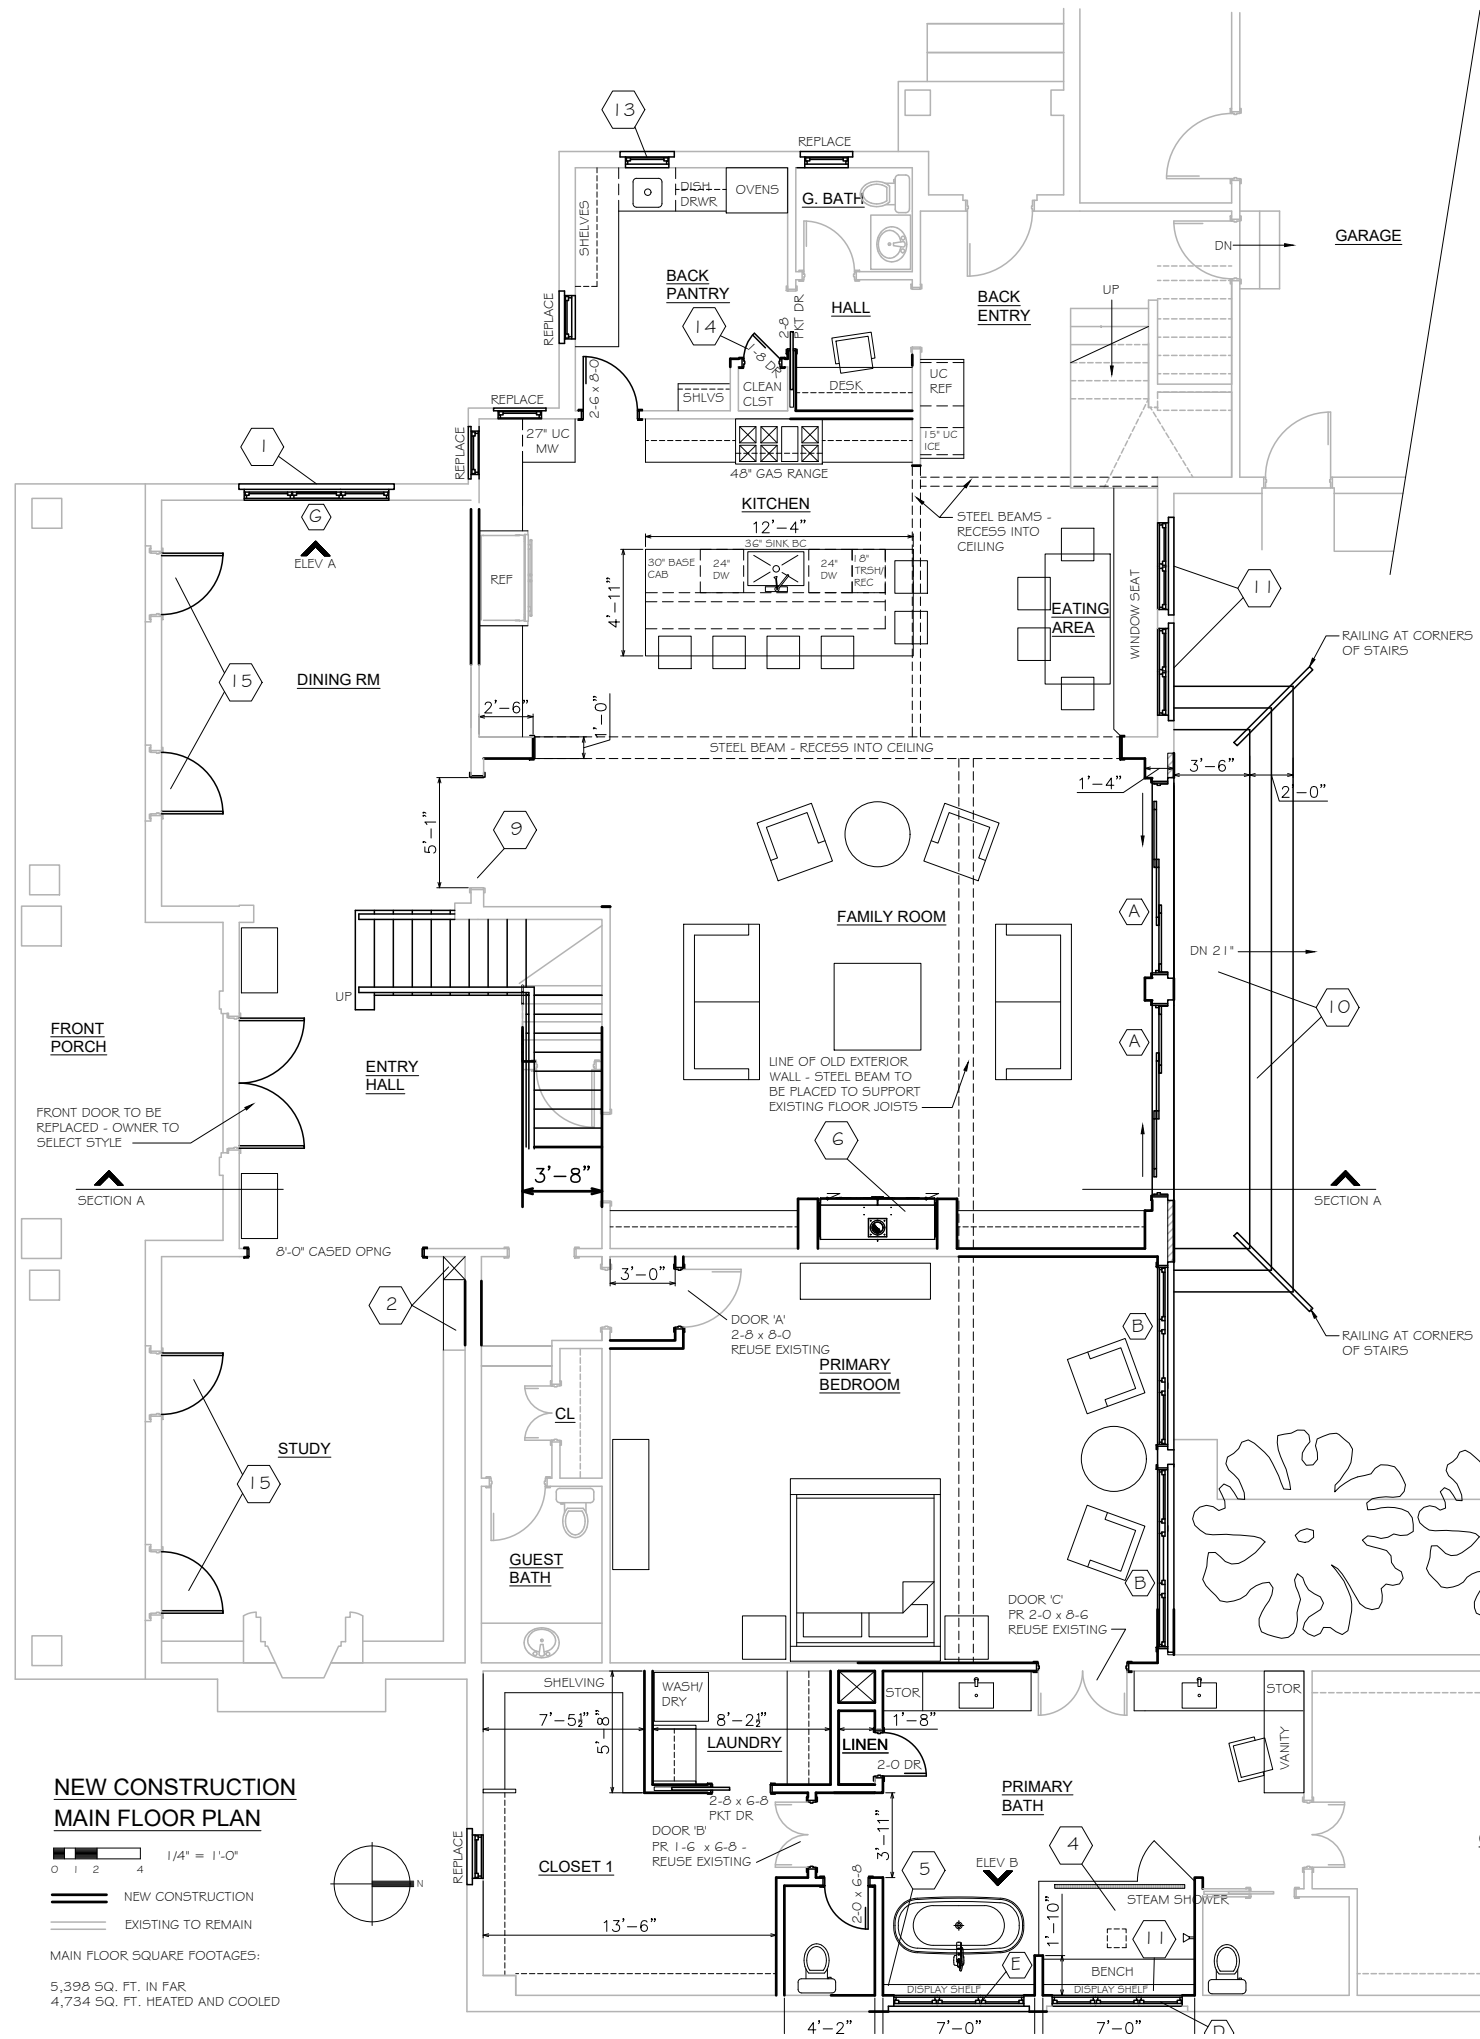 13
REPLACE
DISH
DRWR
OVENS
G. BATH
SHELVES
DN
GARAGE
BACK
PANTRY
HALL
BACK
ENTRY
UP
REPLACE
14
2-8
PKT DR
1-8 DR
2-6 x 8-0
CLEAN
CLST
DESK
UC
REF
SHLVS
REPLACE
27" UC
MW
15" UC
ICE
REPLACE
1
48" GAS RANGE
G
ELEV A
KITCHEN
12'-4"
36" SINK BC
STEEL BEAMS -
RECESS INTO
CEILING
REF
30" BASE
CAB
24"
DW
24"
DW
18"
TRSH/
REC
4'-11"
EATING
AREA
WINDOW SEAT
11
RAILING AT CORNERS
OF STAIRS
15
DINING RM
2'-6"
1'-0"
STEEL BEAM - RECESS INTO CEILING
1'-4"
3'-6"
2'-0"
5'-1"
9
FAMILY ROOM
A
DN 21"
10
UP
FRONT
PORCH
ENTRY
HALL
A
LINE OF OLD EXTERIOR
WALL - STEEL BEAM TO
BE PLACED TO SUPPORT
EXISTING FLOOR JOISTS
FRONT DOOR TO BE
REPLACED - OWNER TO
SELECT STYLE
6
3'-8"
SECTION A
SECTION A
8'-0" CASED OPNG
3'-0"
2
DOOR 'A'
2-8 x 8-0
REUSE EXISTING
B
RAILING AT CORNERS
OF STAIRS
PRIMARY
BEDROOM
CL
STUDY
15
GUEST
BATH
B
DOOR 'C'
PR 2-0 x 8-6
REUSE EXISTING
SHELVING
WASH/
DRY
STOR
STOR
7'-5½"
5'-8"
8'-2½"
1'-8"
LAUNDRY
LINEN
2-0 DR
VANITY
NEW CONSTRUCTION
MAIN FLOOR PLAN
PRIMARY
BATH
2-8 x 6-8
PKT DR
1/4" = 1'-0"
0 1 2 4
DOOR 'B'
PR 1-6 x 6-8 -
REUSE EXISTING
3'-11"
REPLACE
CLOSET 1
5
ELEV B
4
N
NEW CONSTRUCTION
2-0 x 6-8
STEAM SHOWER
EXISTING TO REMAIN
13'-6"
1'-10"
11
MAIN FLOOR SQUARE FOOTAGES:
E
BENCH
5,398 SQ. FT. IN FAR
4,734 SQ. FT. HEATED AND COOLED
DISPLAY SHELF
DISPLAY SHELF
4'-2"
7'-0"
7'-0"
D